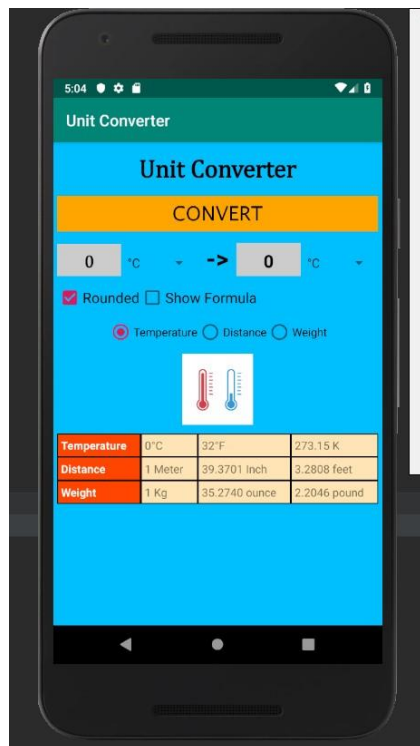 5:04
Unit Converter
Unit Converter
CONVERT
0 °C -> 0 °C
Rounded Show Formula
Temperature Distance Weight
Temperature 0°C 32°F 273.15 K
Distance 1 Meter 39.3701 Inch 3.2808 feet
Weight 1 Kg 35.2740 ounce 2.2046 pound